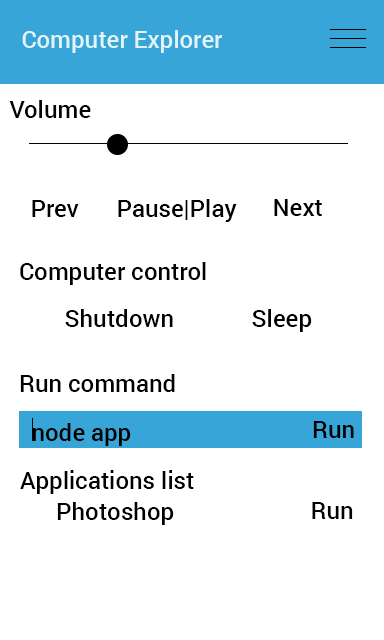 Computer Explorer
Volume
Prev Pause|Play Next
Computer control
Shutdown Sleep
Run command
node app Run
Applications list
Photoshop Run